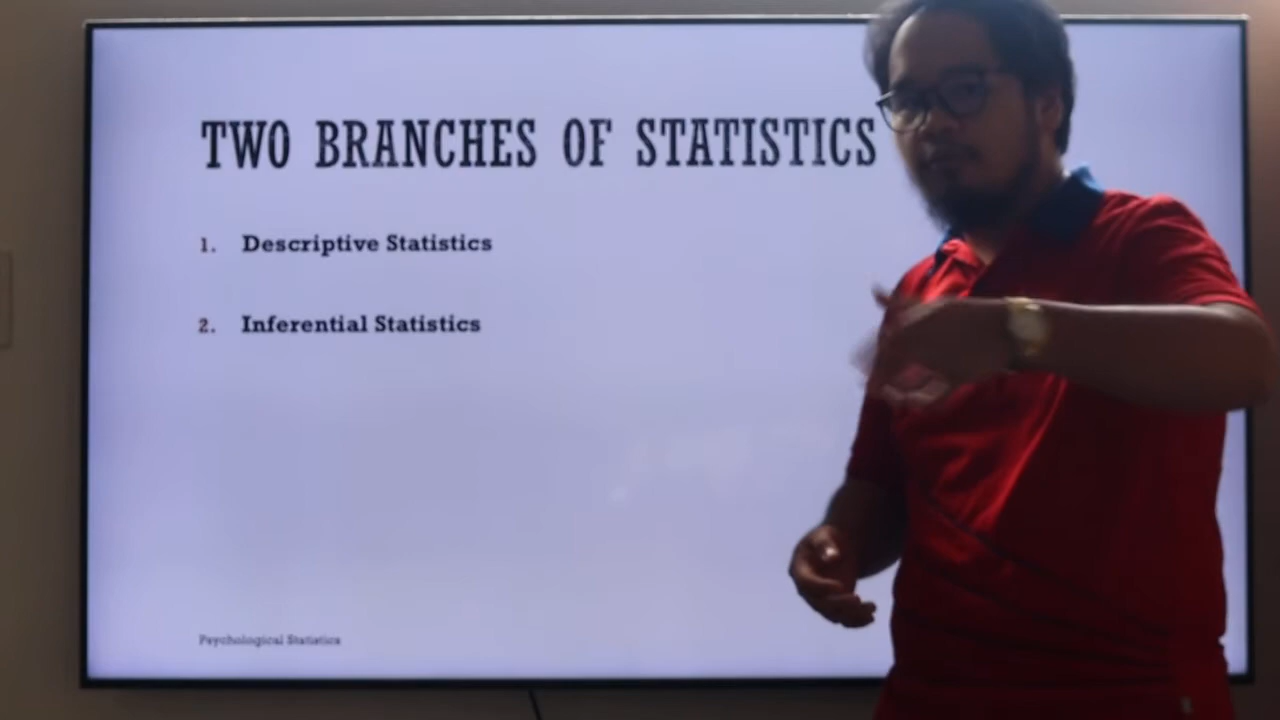 TWO BRANCHES OF STATISTICS
1. Descriptive Statistics
2. Inferential Statistics
Psychological Statistics